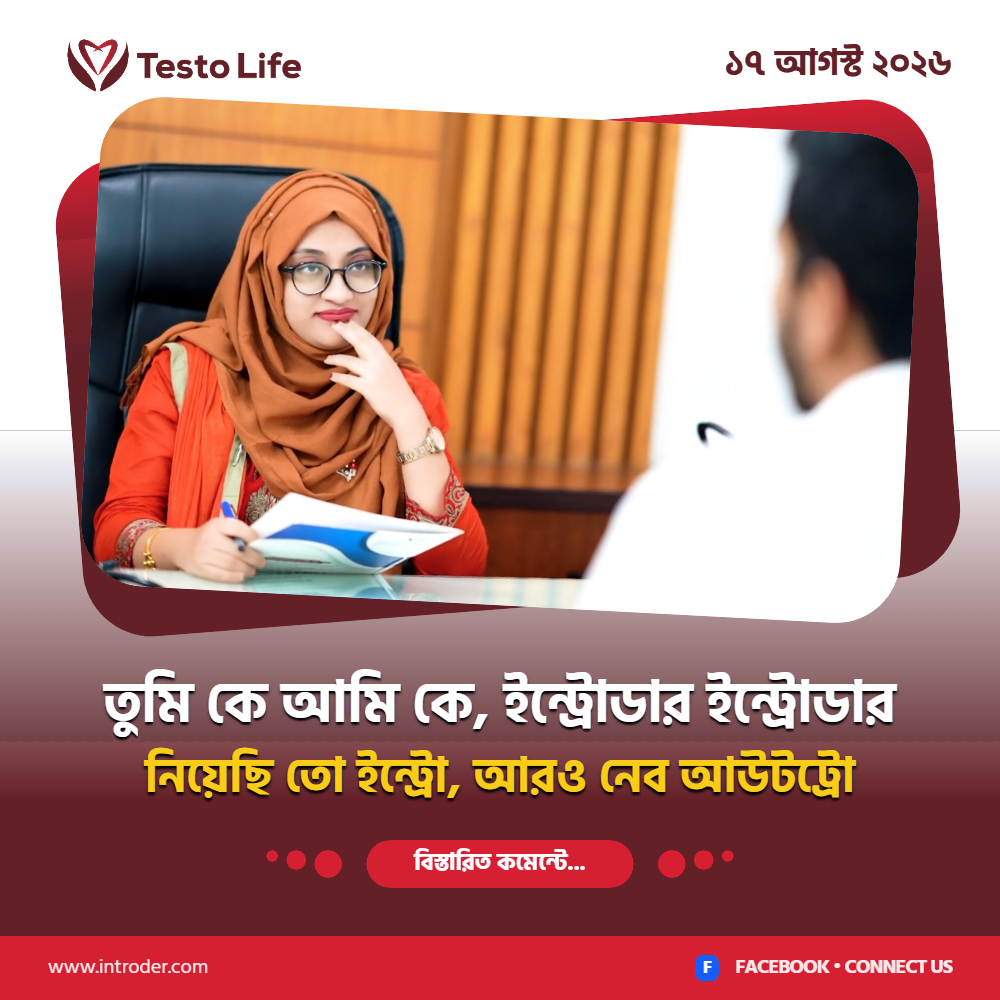 Testo Life
১৭ আগস্ট ২০২৬
তুমি কে আমি কে, ইন্ট্রোডার ইন্ট্রোডার
নিয়েছি তো ইন্ট্রো, আরও নেব আউটট্রো
বিস্তারিত কমেন্টে...
www.introder.com
F FACEBOOK • CONNECT US